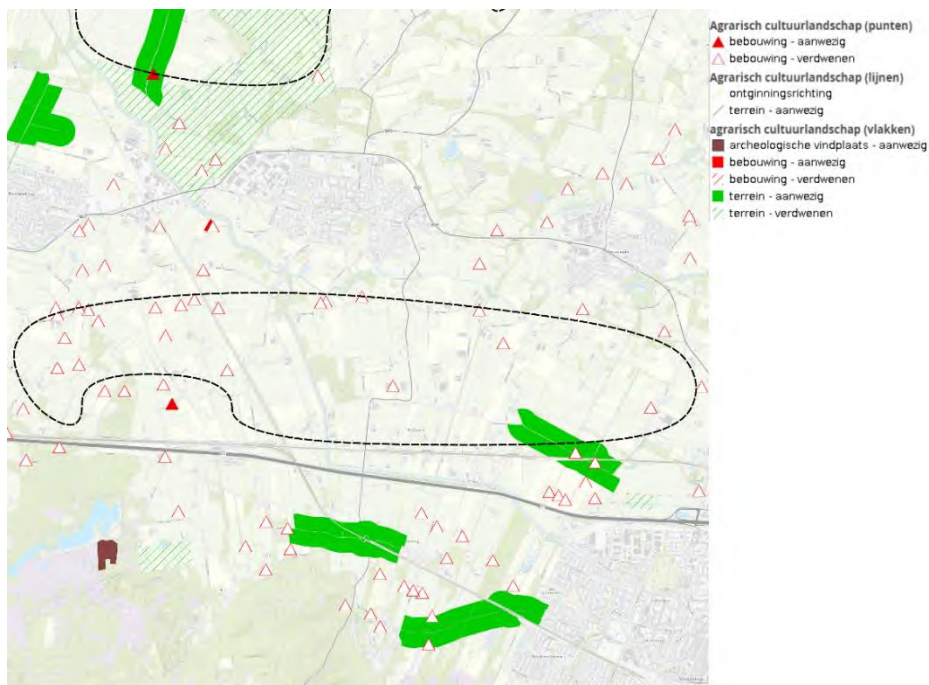 Agrarisch cultuurlandschap (punten)
bebouwing - aanwezig
bebouwing - verdwenen
Agrarisch cultuurlandschap (lijnen)
ontginningsrichting
terrein - aanwezig
agrarisch cultuurlandschap (vlakken)
archeologische vindplaats - aanwezig
bebouwing - aanwezig
bebouwing - verdwenen
terrein - aanwezig
terrein - verdwenen